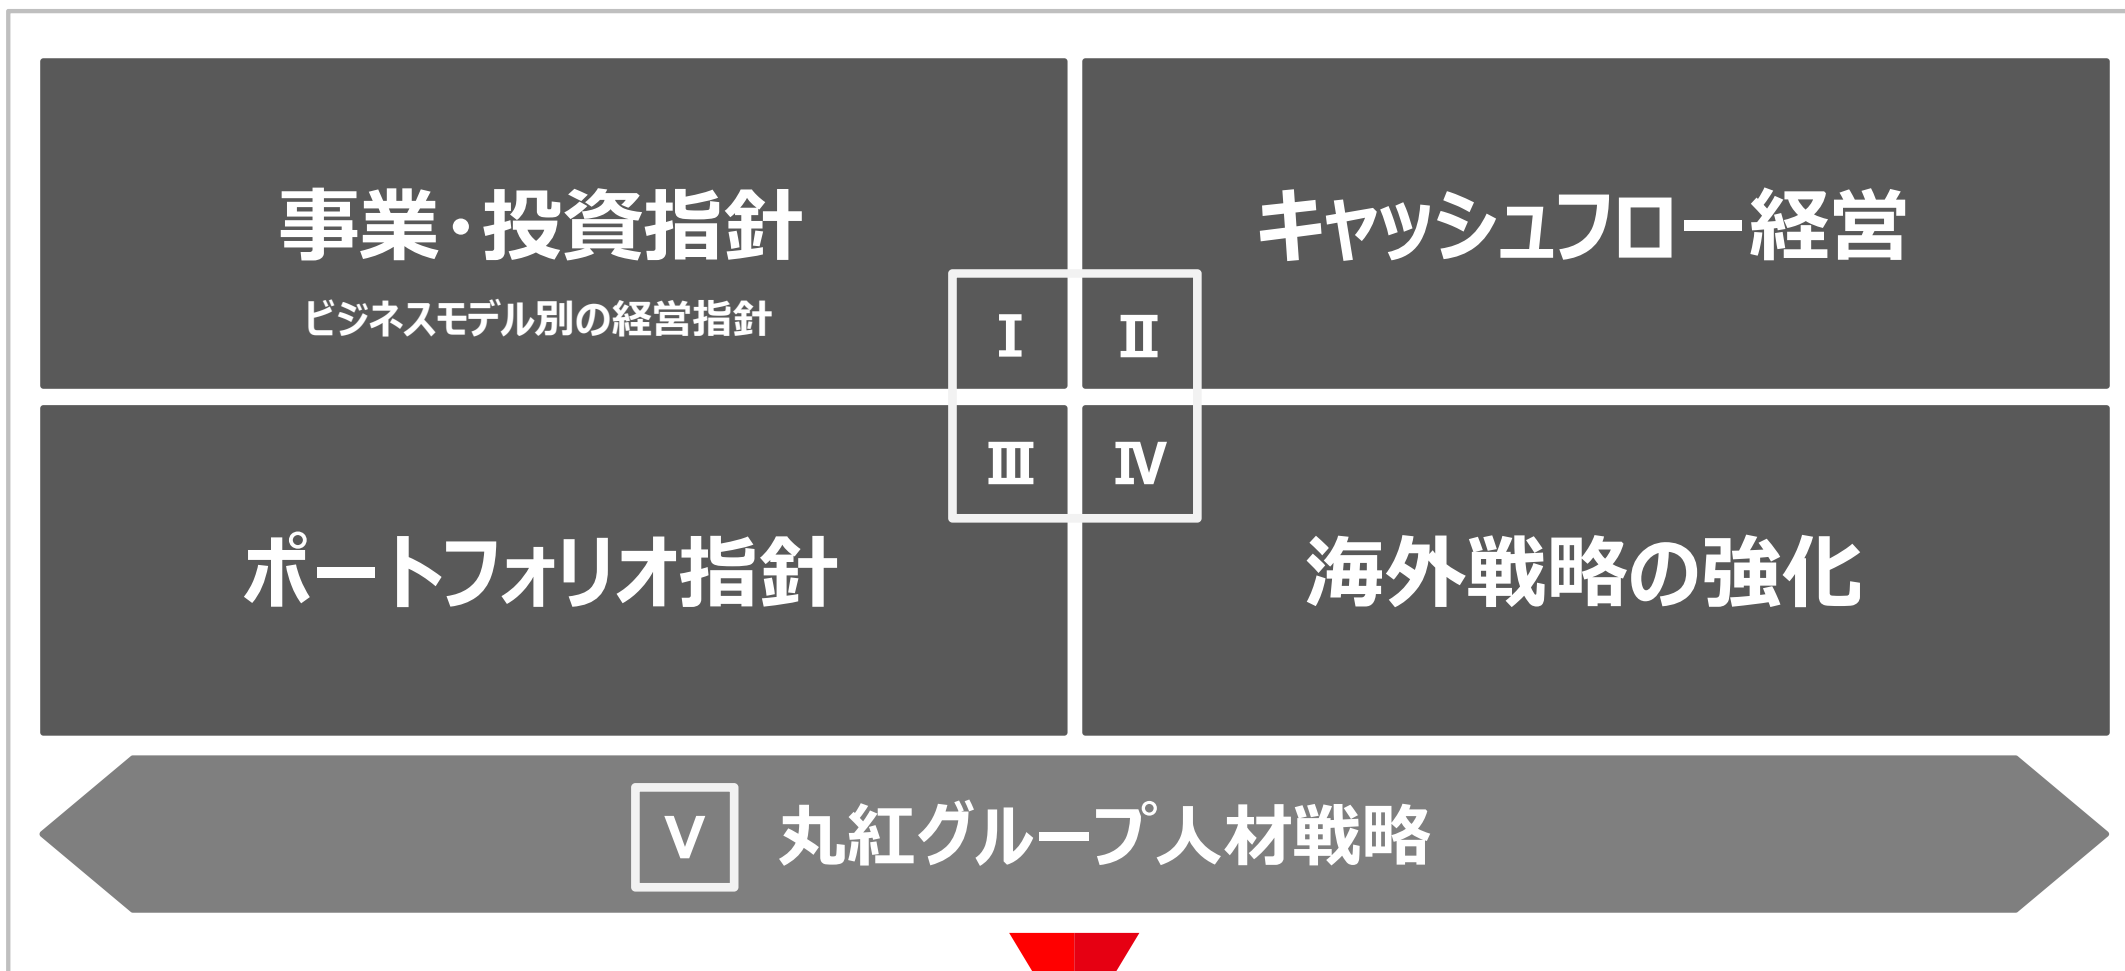 事業・投資指針
ビジネスモデル別の経営指針
キャッシュフロー経営
Ⅰ
Ⅱ
Ⅲ
Ⅳ
ポートフォリオ指針
海外戦略の強化
Ⅴ 丸紅グループ人材戦略